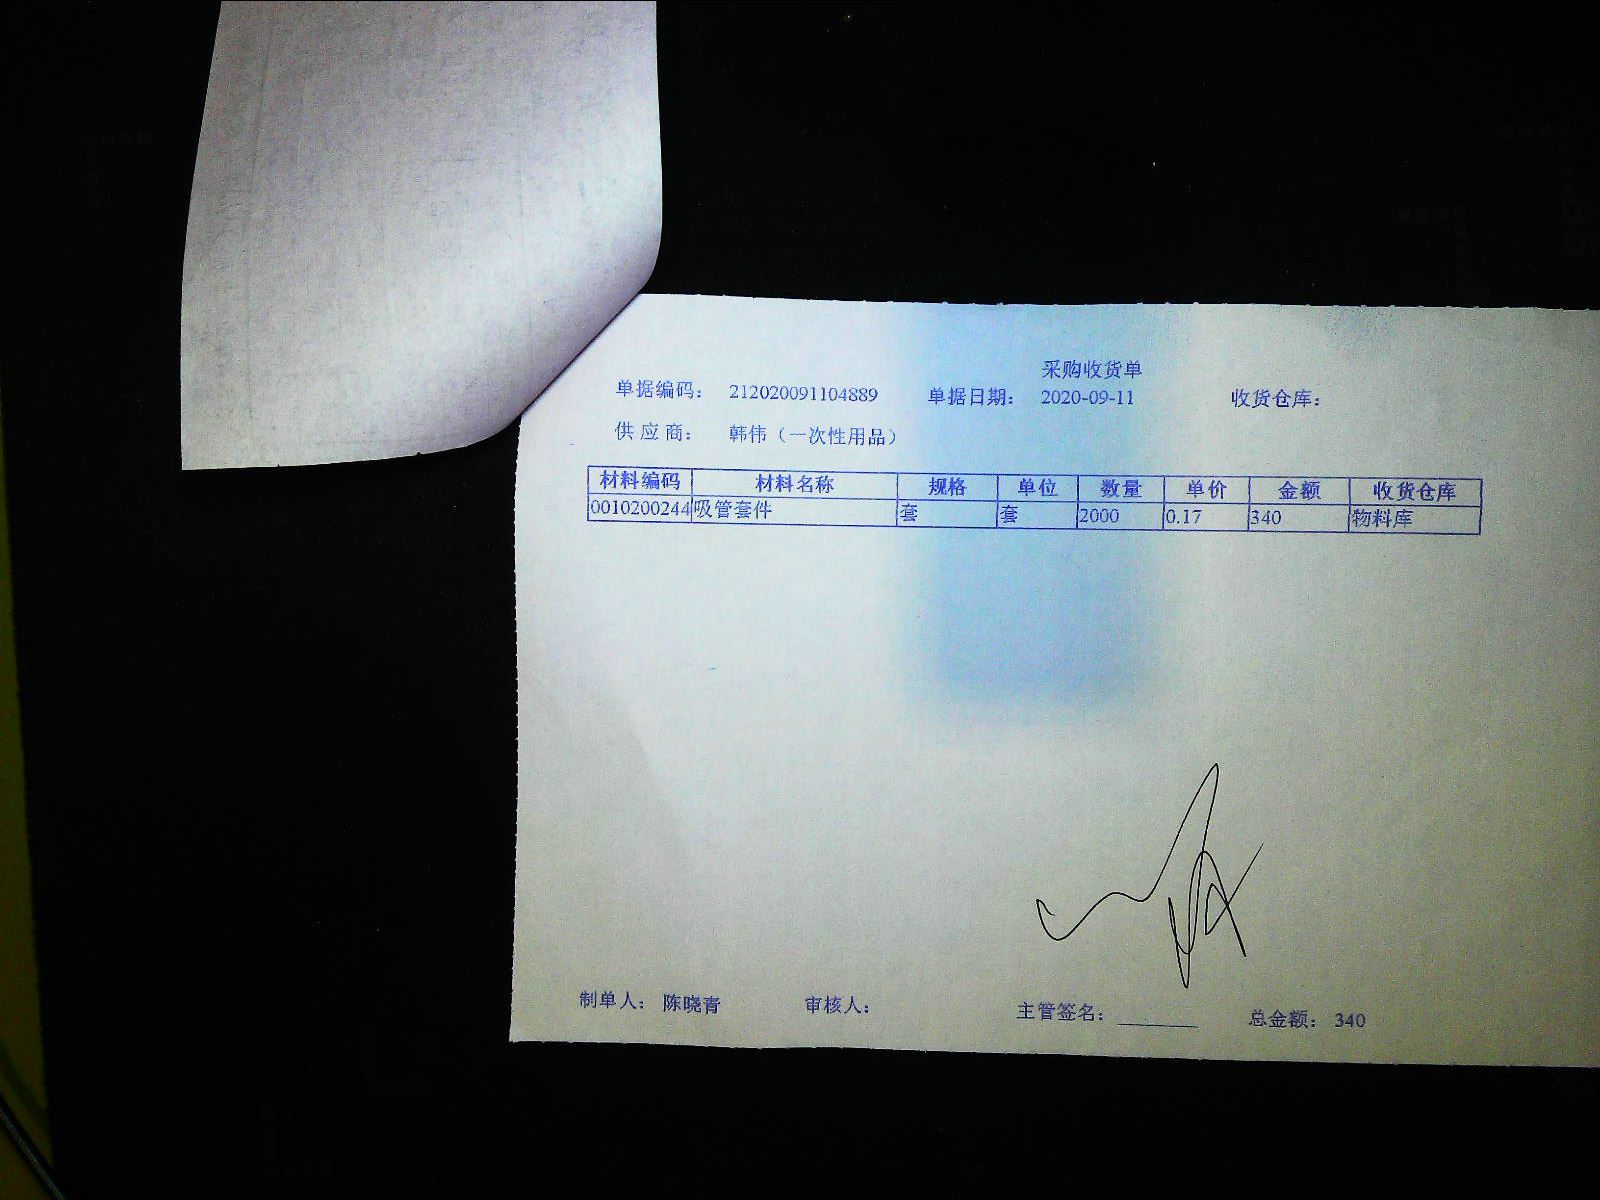 采购收货单
单据编码： 212020091104889 单据日期： 2020-09-11 收货仓库：
供 应 商： 韩伟（一次性用品）
材料编码 材料名称 规格 单位 数量 单价 金额 收货仓库
0010200244 吸管套件 套 套 2000 0.17 340 物料库
制单人： 陈晓青 审核人： 主管签名：________ 总金额： 340